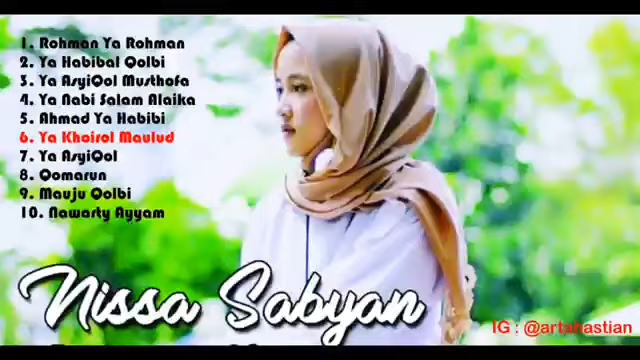 1. Rohman Ya Rohman
2. Ya Habibal Qolbi
3. Ya AsyiQol Musthofa
4. Ya Nabi Salam Alaika
5. Ahmad Ya Habibi
6. Ya Khoirol Maulud
7. Ya AsyiQol
8. Qomarun
9. Mauju Qolbi
10. Nawarty Ayyam
Nissa Sabyan
IG : @artahastian